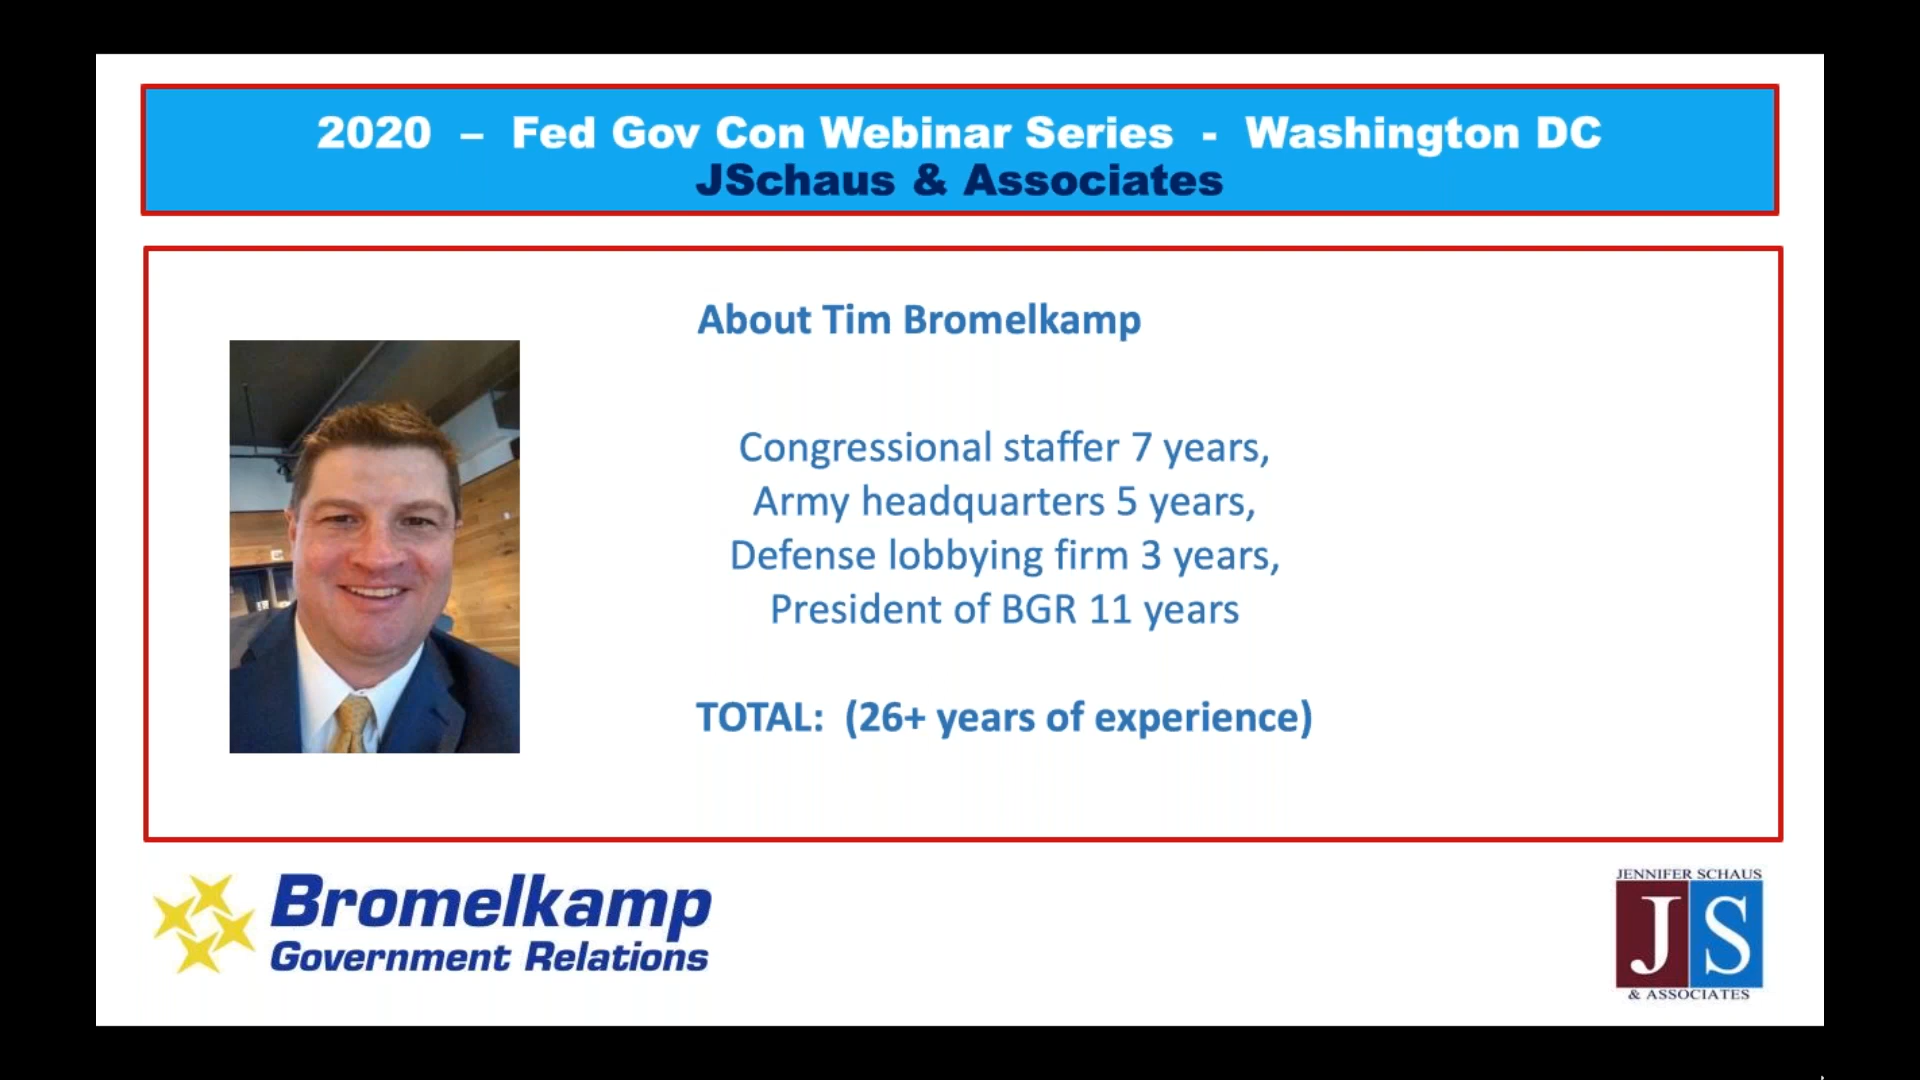 2020 – Fed Gov Con Webinar Series - Washington DC
JSchaus & Associates
About Tim Bromelkamp
Congressional staffer 7 years,
Army headquarters 5 years,
Defense lobbying firm 3 years,
President of BGR 11 years
TOTAL: (26+ years of experience)
Bromelkamp
Government Relations
JENNIFER SCHAUS
JS
& ASSOCIATES